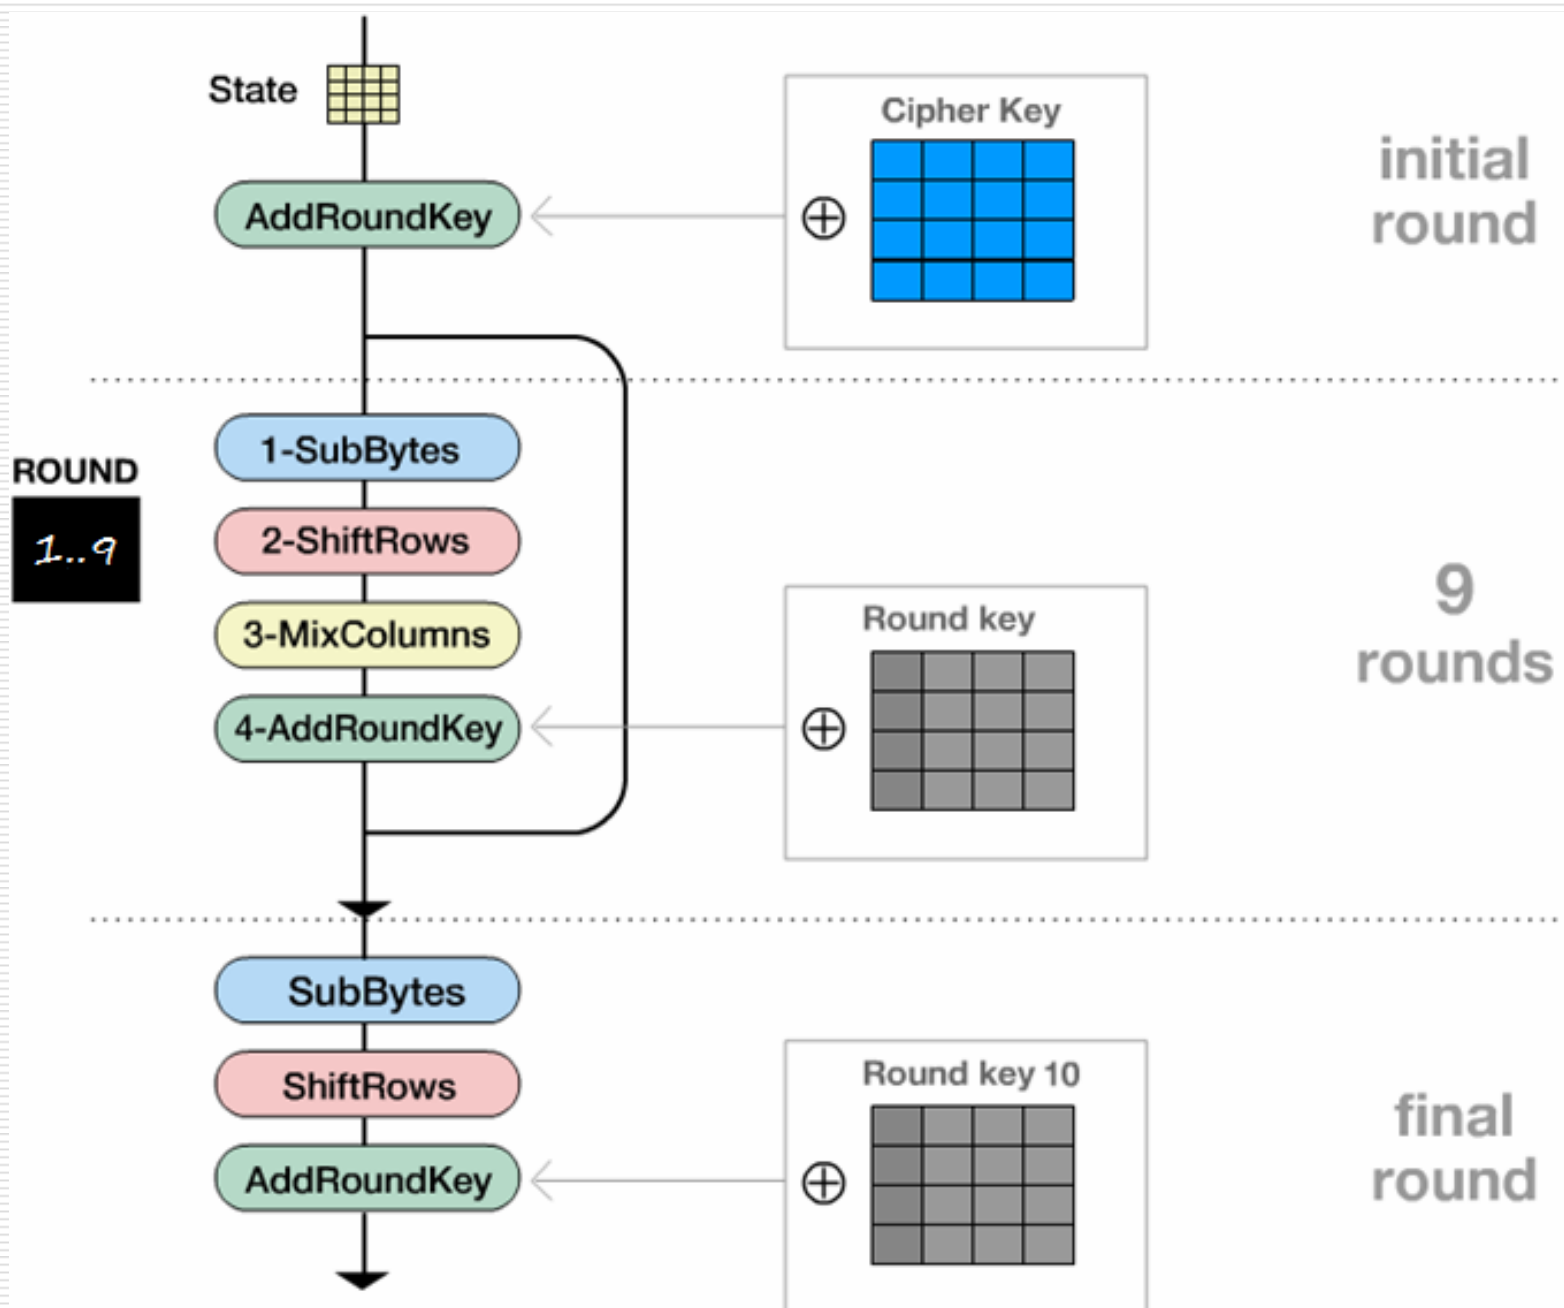 State
Cipher Key
initial
round
AddRoundKey
⊕
1-SubBytes
ROUND
1..9
2-ShiftRows
3-MixColumns
9
rounds
Round key
4-AddRoundKey
⊕
SubBytes
ShiftRows
Round key 10
final
round
AddRoundKey
⊕